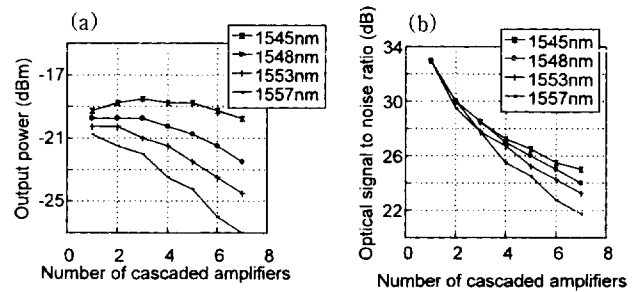 (a)
1545nm
1548nm
1553nm
1557nm
Output power (dBm)
-17
-21
-25
0 2 4 6 8
Number of cascaded amplifiers
(b)
1545nm
1548nm
1553nm
1557nm
Optical signal to noise ratio (dB)
34
30
26
22
0 2 4 6 8
Number of cascaded amplifiers